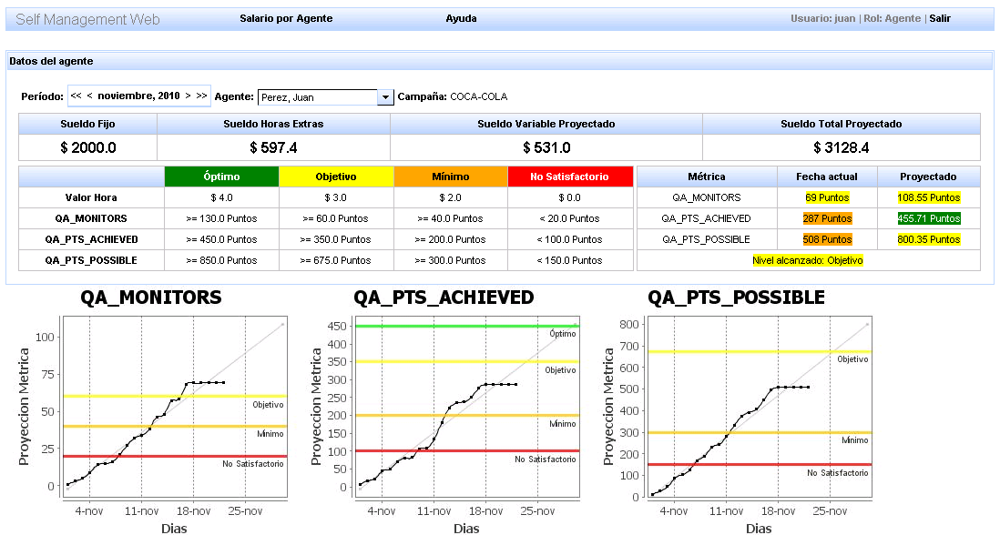 Self Management Web Salario por Agente Ayuda Usuario: juan | Rol: Agente | Salir
Datos del agente
Período: << < noviembre, 2010 > >> Agente: Perez, Juan Campaña: COCA-COLA
Sueldo Fijo Sueldo Horas Extras Sueldo Variable Proyectado Sueldo Total Proyectado
$ 2000.0 $ 597.4 $ 531.0 $ 3128.4
Óptimo Objetivo Mínimo No Satisfactorio Métrica Fecha actual Proyectado
Valor Hora $ 4.0 $ 3.0 $ 2.0 $ 0.0 QA_MONITORS 69 Puntos 108.55 Puntos
QA_MONITORS >= 130.0 Puntos >= 60.0 Puntos >= 40.0 Puntos < 20.0 Puntos QA_PTS_ACHIEVED 287 Puntos 455.71 Puntos
QA_PTS_ACHIEVED >= 450.0 Puntos >= 350.0 Puntos >= 200.0 Puntos < 100.0 Puntos QA_PTS_POSSIBLE 508 Puntos 800.35 Puntos
QA_PTS_POSSIBLE >= 850.0 Puntos >= 675.0 Puntos >= 300.0 Puntos < 150.0 Puntos Nivel alcanzado: Objetivo
QA_MONITORS
Proyeccion Metrica
100
75
50
25
0
Objetivo
Mínimo
No Satisfactorio
4-nov 11-nov 18-nov 25-nov
Dias
QA_PTS_ACHIEVED
Proyeccion Metrica
450
400
350
300
250
200
150
100
50
0
Óptimo
Objetivo
Mínimo
No Satisfactorio
4-nov 11-nov 18-nov 25-nov
Dias
QA_PTS_POSSIBLE
Proyeccion Metrica
800
700
600
500
400
300
200
100
0
Objetivo
Mínimo
No Satisfactorio
4-nov 11-nov 18-nov 25-nov
Dias